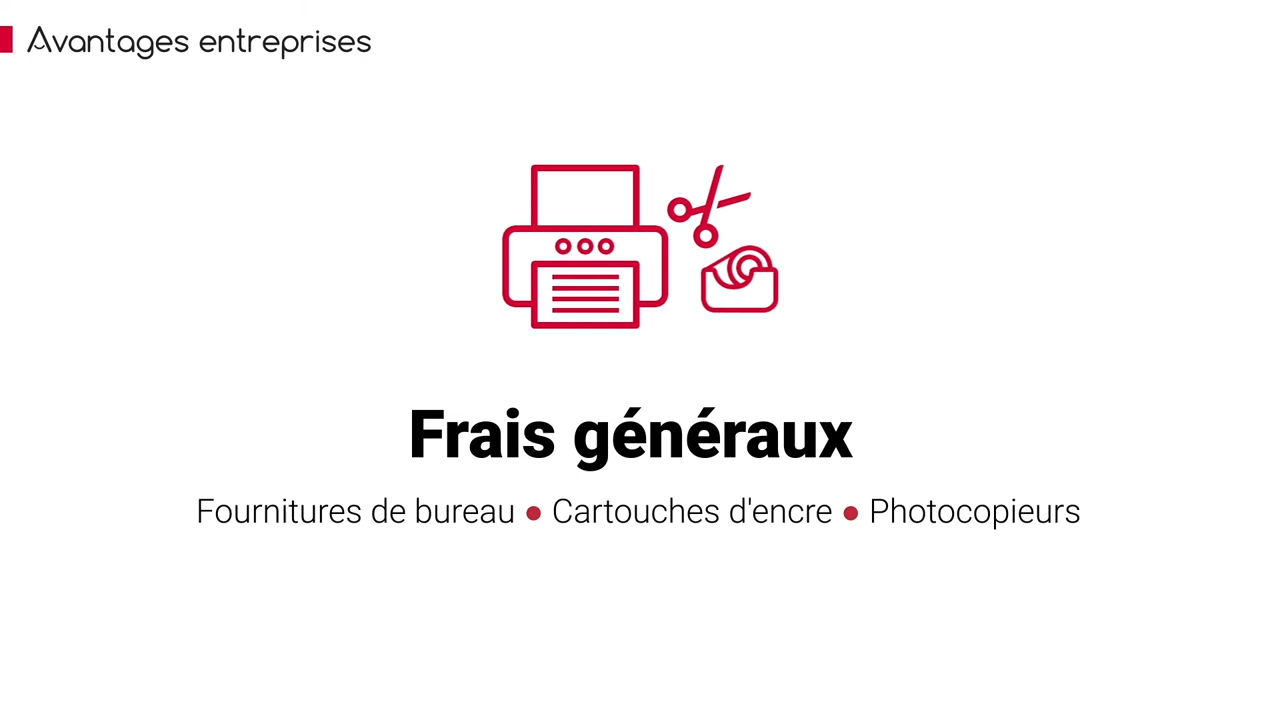 Avantages entreprises
Frais généraux
Fournitures de bureau ● Cartouches d'encre ● Photocopieurs